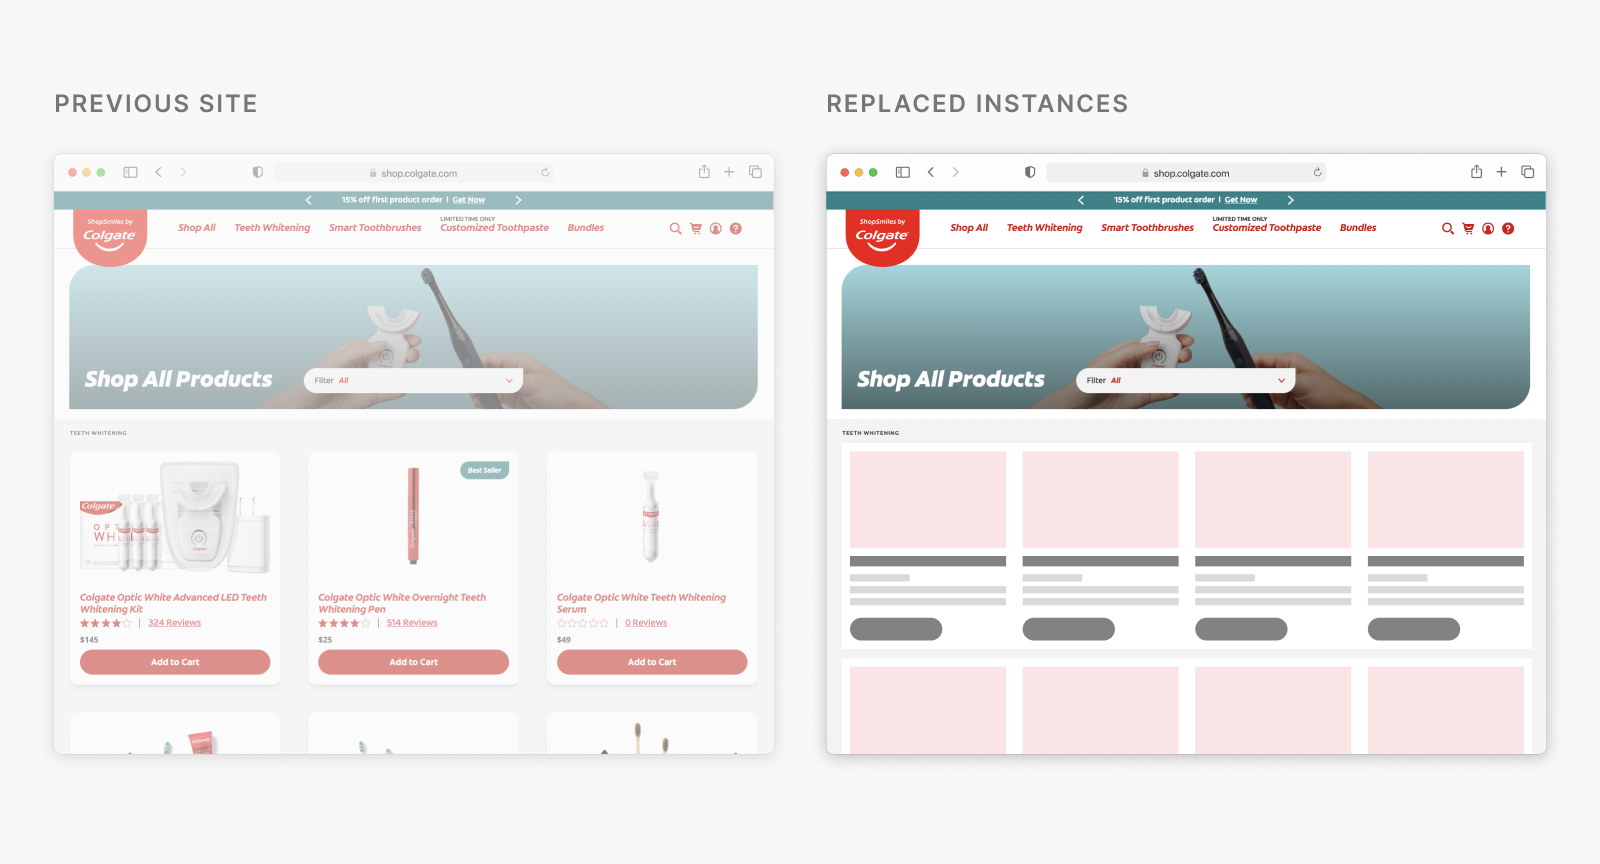 PREVIOUS SITE
shop.colgate.com
15% off first product order | Get Now
ShopSmiles by
Colgate
Shop All
Teeth Whitening
Smart Toothbrushes
LIMITED TIME ONLY
Customized Toothpaste
Bundles
Shop All Products
Filter All
TEETH WHITENING
Colgate
OPT
WH
Colgate Optic White Advanced LED Teeth
Whitening Kit
324 Reviews
$145
Add to Cart
Best Seller
Colgate Optic White Overnight Teeth
Whitening Pen
514 Reviews
$25
Add to Cart
Colgate Optic White Teeth Whitening
Serum
0 Reviews
$49
Add to Cart
REPLACED INSTANCES
shop.colgate.com
15% off first product order | Get Now
ShopSmiles by
Colgate
Shop All
Teeth Whitening
Smart Toothbrushes
LIMITED TIME ONLY
Customized Toothpaste
Bundles
Shop All Products
Filter All
TEETH WHITENING